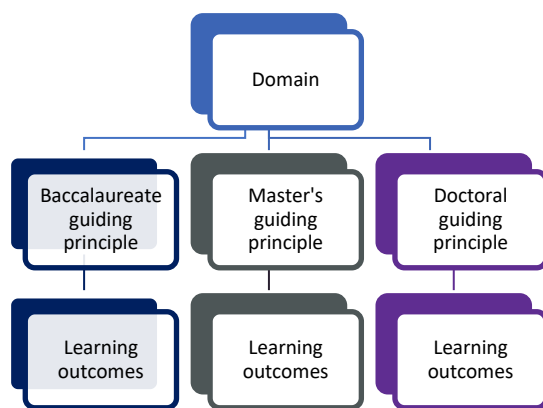 Domain
Baccalaureate
guiding
principle
Master's
guiding
principle
Doctoral
guiding
principle
Learning
outcomes
Learning
outcomes
Learning
outcomes